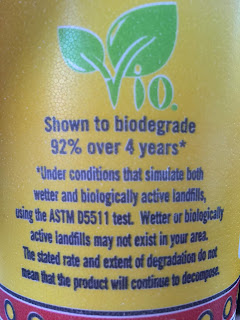 Vio®
Shown to biodegrade
92% over 4 years*
*Under conditions that simulate both
wetter and biologically active landfills,
using the ASTM D5511 test. Wetter or biologically
active landfills may not exist in your area.
The stated rate and extent of degradation do not
mean that the product will continue to decompose.